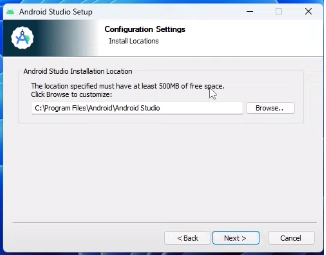 Android Studio Setup
Configuration Settings
Install Locations
Android Studio Installation Location
The location specified must have at least 500MB of free space.
Click Browse to customize:
C:\Program Files\Android\Android Studio
Browse..
< Back
Next >
Cancel